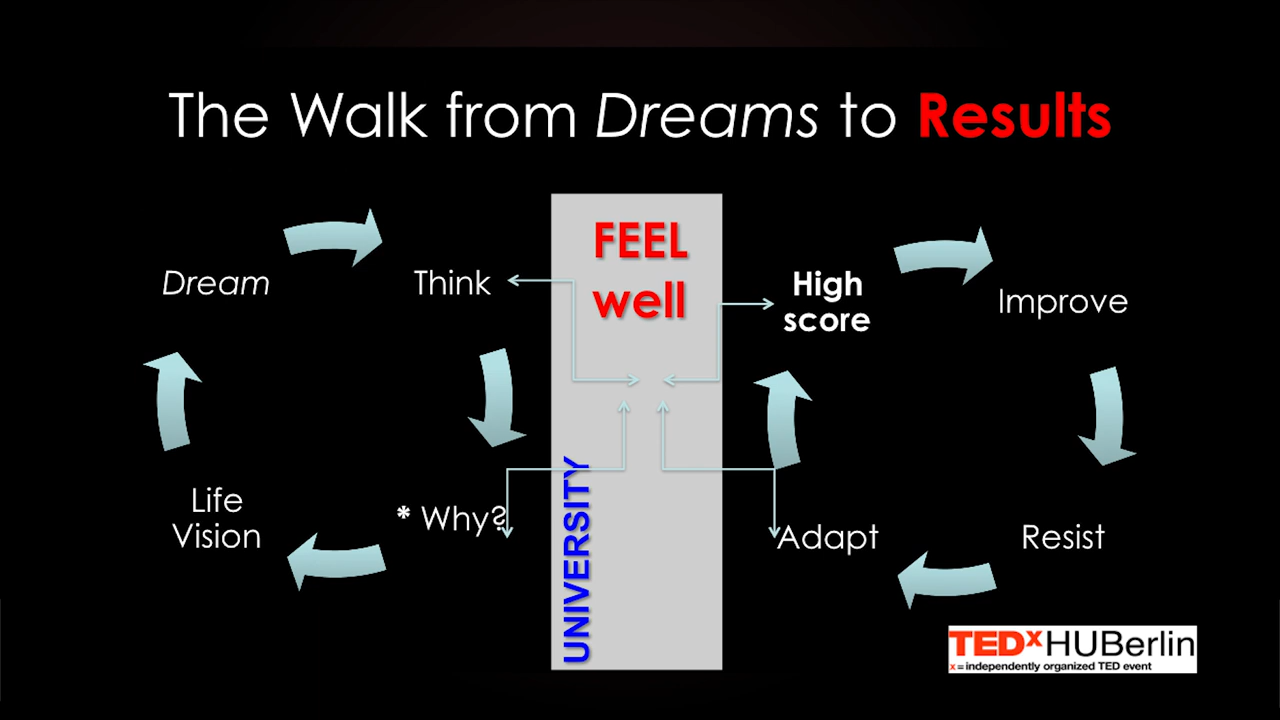 The Walk from Dreams to Results
FEEL
well
Dream
Think
High
score
Improve
Life
Vision
* Why?
UNIVERSITY
Adapt
Resist
TEDxHUBerlin
x = independently organized TED event